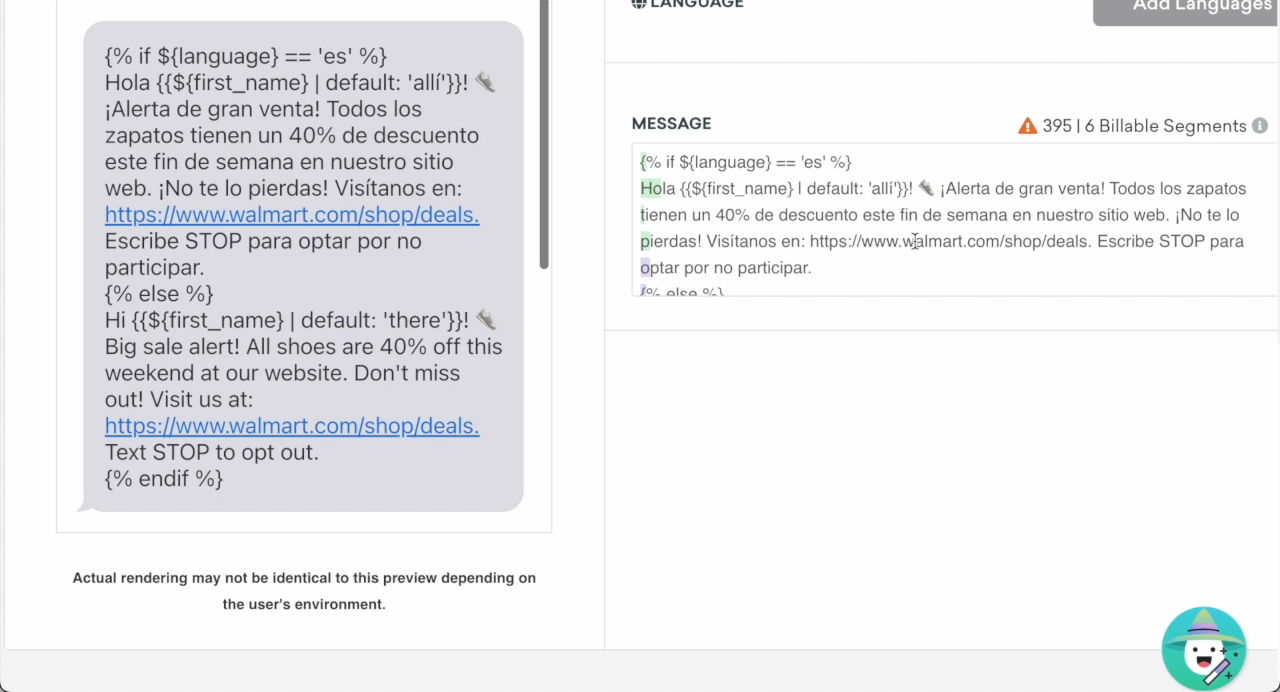 {% if ${language} == 'es' %}
Hola {{${first_name} | default: 'allí'}}! 
¡Alerta de gran venta! Todos los
zapatos tienen un 40% de descuento
este fin de semana en nuestro sitio
web. ¡No te lo pierdas! Visítanos en:
https://www.walmart.com/shop/deals.
Escribe STOP para optar por no
participar.
{% else %}
Hi {{${first_name} | default: 'there'}}! 
Big sale alert! All shoes are 40% off this
weekend at our website. Don't miss
out! Visit us at:
https://www.walmart.com/shop/deals.
Text STOP to opt out.
{% endif %}
Actual rendering may not be identical to this preview depending on
the user's environment.
LANGUAGE
Add Languages
MESSAGE
395 | 6 Billable Segments
{% if ${language} == 'es' %}
Hola {{${first_name} | default: 'allí'}}! ¡Alerta de gran venta! Todos los zapatos
tienen un 40% de descuento este fin de semana en nuestro sitio web. ¡No te lo
pierdas! Visítanos en: https://www.walmart.com/shop/deals. Escribe STOP para
optar por no participar.
{% else %}